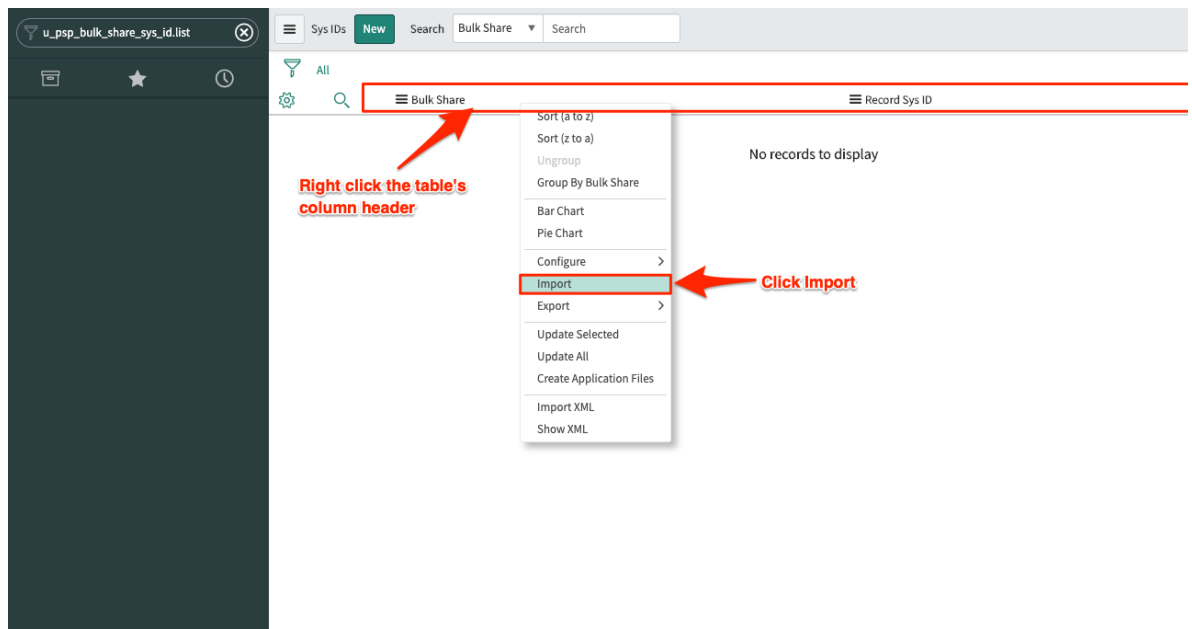 u_psp_bulk_share_sys_id.list
Sys IDs New Search Bulk Share Search
All
Bulk Share Record Sys ID
Sort (a to z)
Sort (z to a)
Ungroup
Group By Bulk Share
Bar Chart
Pie Chart
Configure
Import
Export
Update Selected
Update All
Create Application Files
Import XML
Show XML
No records to display
Right click the table's
column header
Click Import